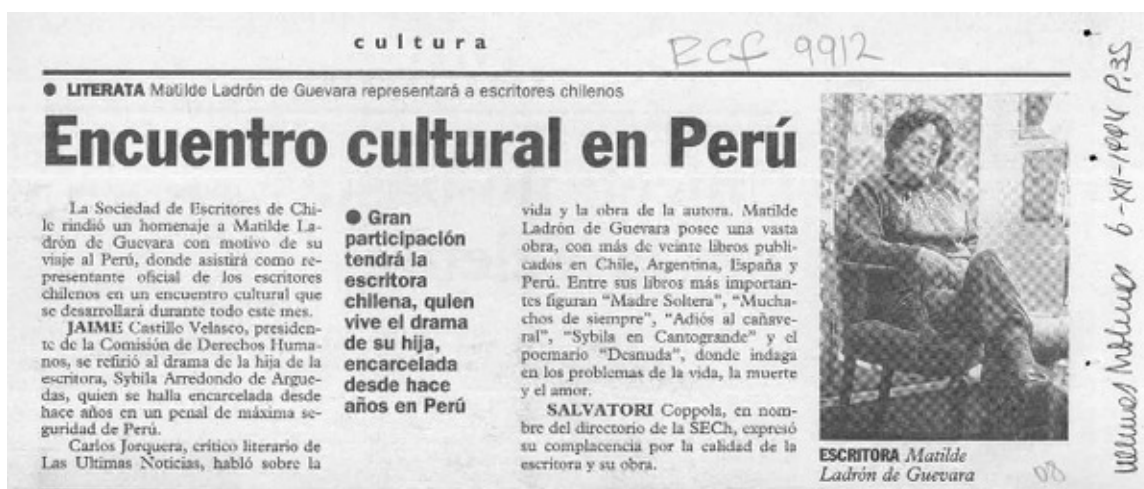 cultura
RCF 9912
● LITERATA Matilde Ladrón de Guevara representará a escritores chilenos
Encuentro cultural en Perú
La Sociedad de Escritores de Chi-
le rindió un homenaje a Matilde La-
drón de Guevara con motivo de su
viaje al Perú, donde asistirá como re-
presentante oficial de los escritores
chilenos en un encuentro cultural que
se desarrollará durante todo este mes.
JAIME Castillo Velasco, presiden-
te de la Comisión de Derechos Huma-
nos, se refirió al drama de la hija de la
escritora, Sybila Arredondo de Argue-
das, quien se halla encarcelada desde
hace años en un penal de máxima se-
guridad de Perú.
Carlos Jorquera, crítico literario de
Las Ultimas Noticias, habló sobre la
● Gran
participación
tendrá la
escritora
chilena, quien
vive el drama
de su hija,
encarcelada
desde hace
años en Perú
vida y la obra de la autora. Matilde
Ladrón de Guevara posee una vasta
obra, con más de veinte libros publi-
cados en Chile, Argentina, España y
Perú. Entre sus libros más importan-
tes figuran “Madre Soltera”, “Mucha-
chos de siempre”, “Adiós al cañave-
ral”, “Sybila en Cantogrande” y el
poemario “Desnuda”, donde indaga
en los problemas de la vida, la muerte
y el amor.
SALVATORI Coppola, en nom-
bre del directorio de la SECh, expresó
su complacencia por la calidad de la
escritora y su obra.
ESCRITORA Matilde
Ladrón de Guevara
08
6-XII-1994 P.35